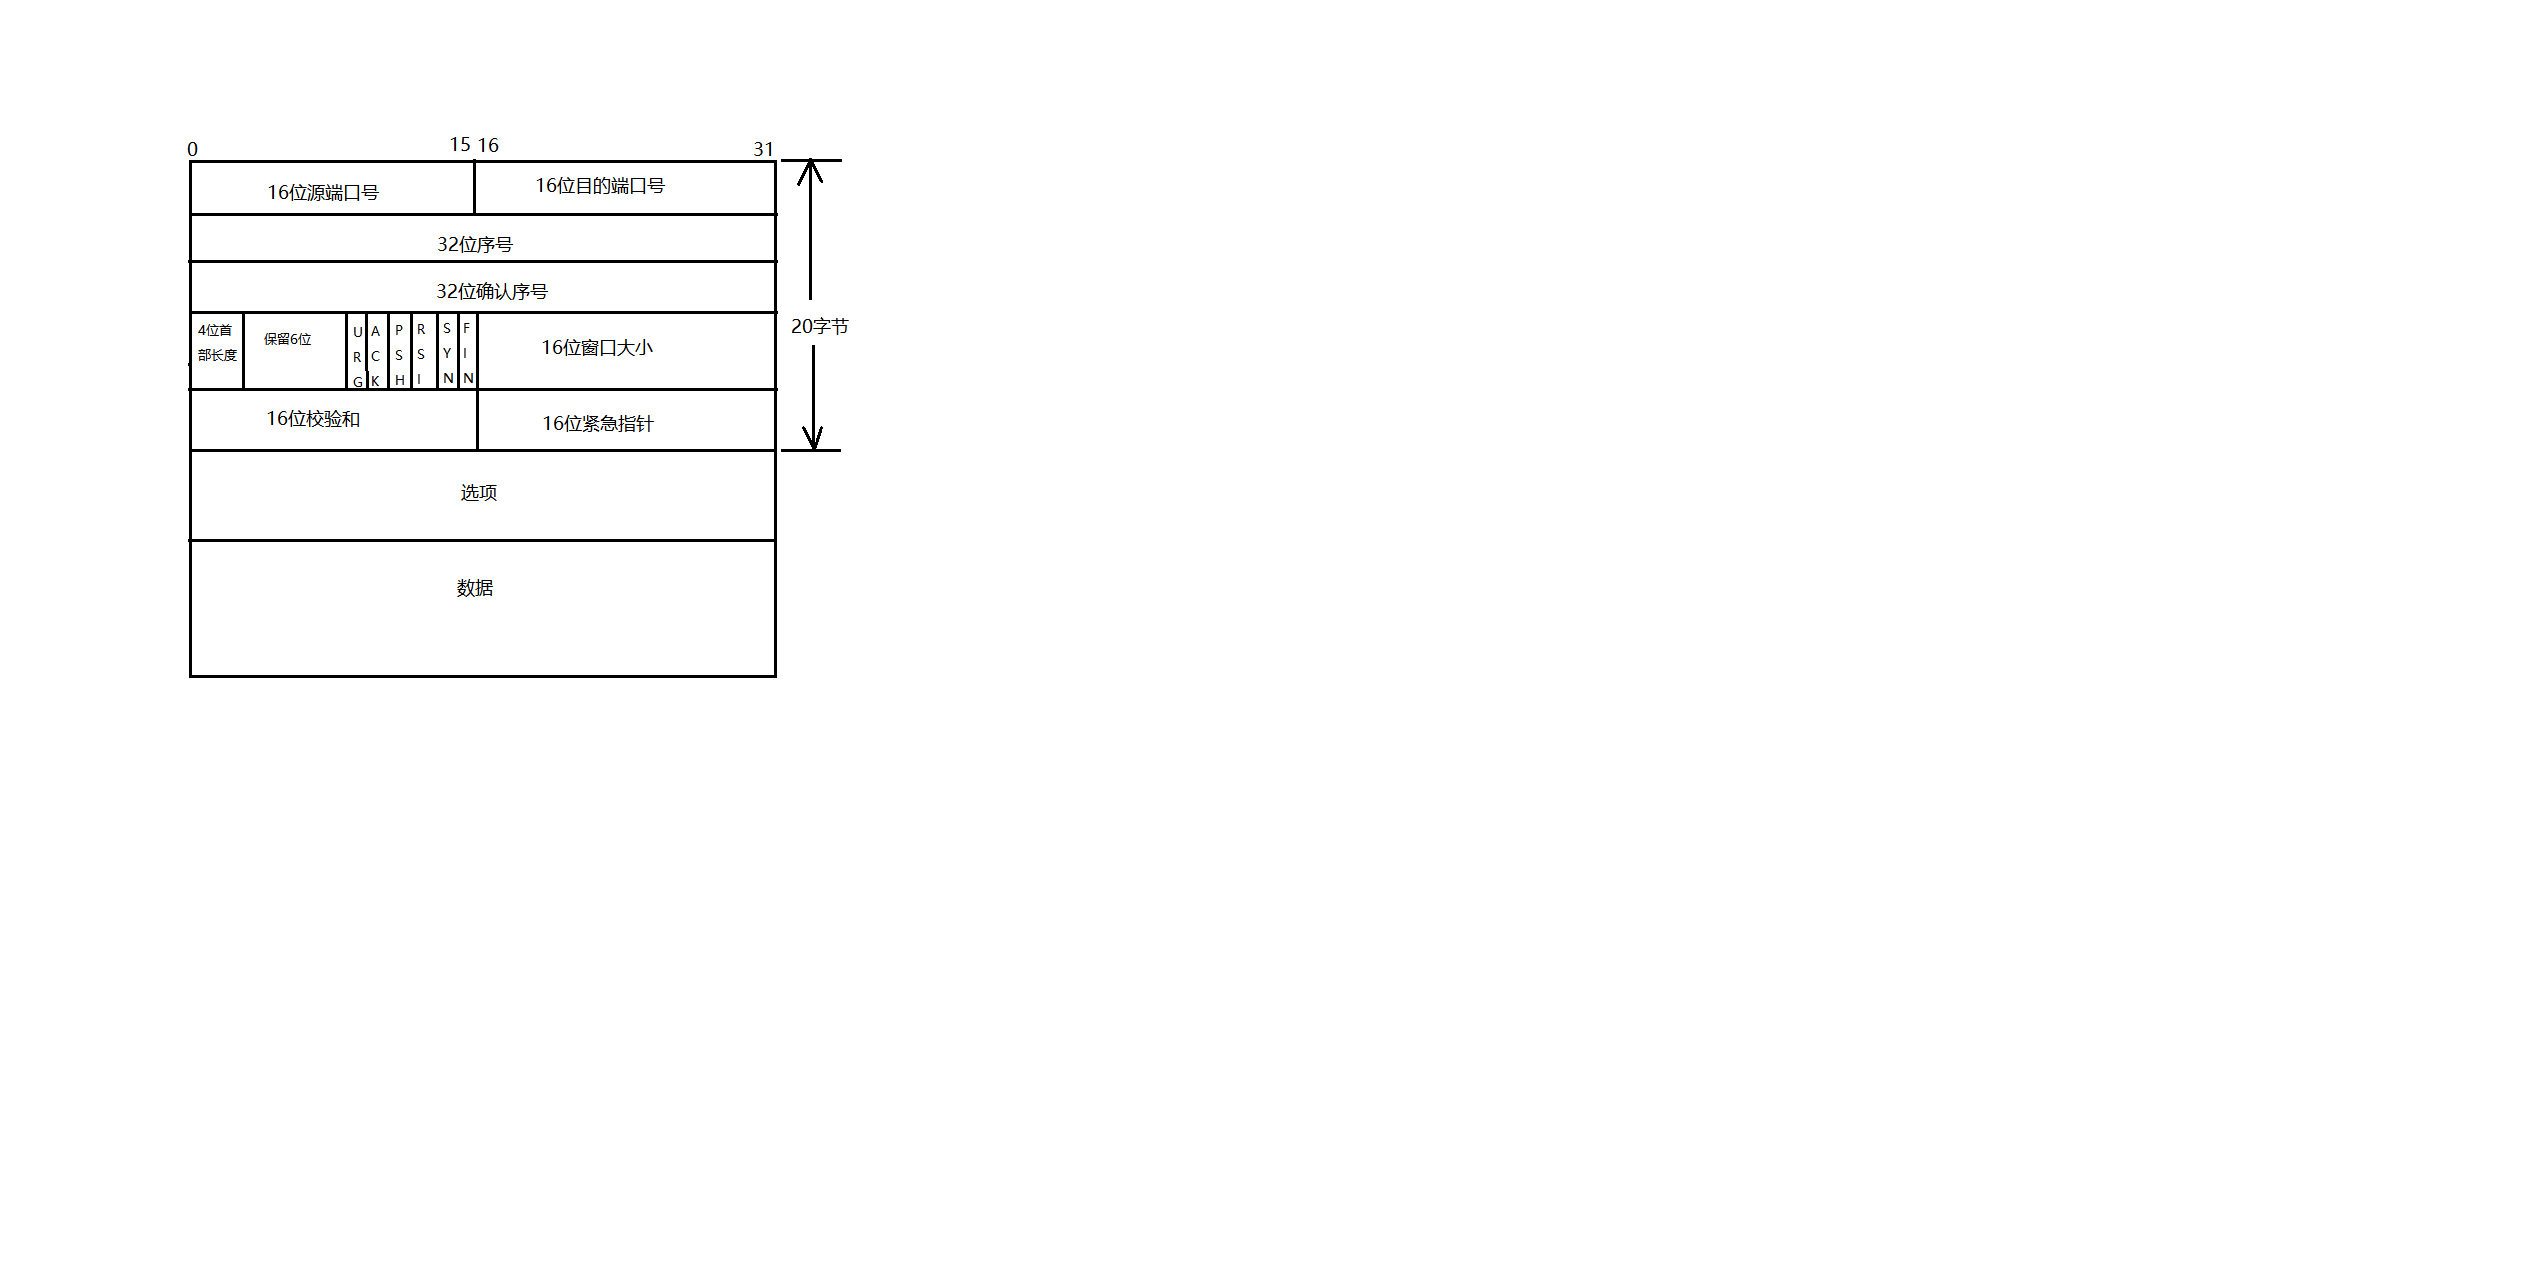 0
15
16
31
16位源端口号
16位目的端口号
32位序号
32位确认序号
4位首
部长度
保留6位
URG
ACK
PSH
RSI
SYN
FIN
16位窗口大小
20字节
16位校验和
16位紧急指针
选项
数据